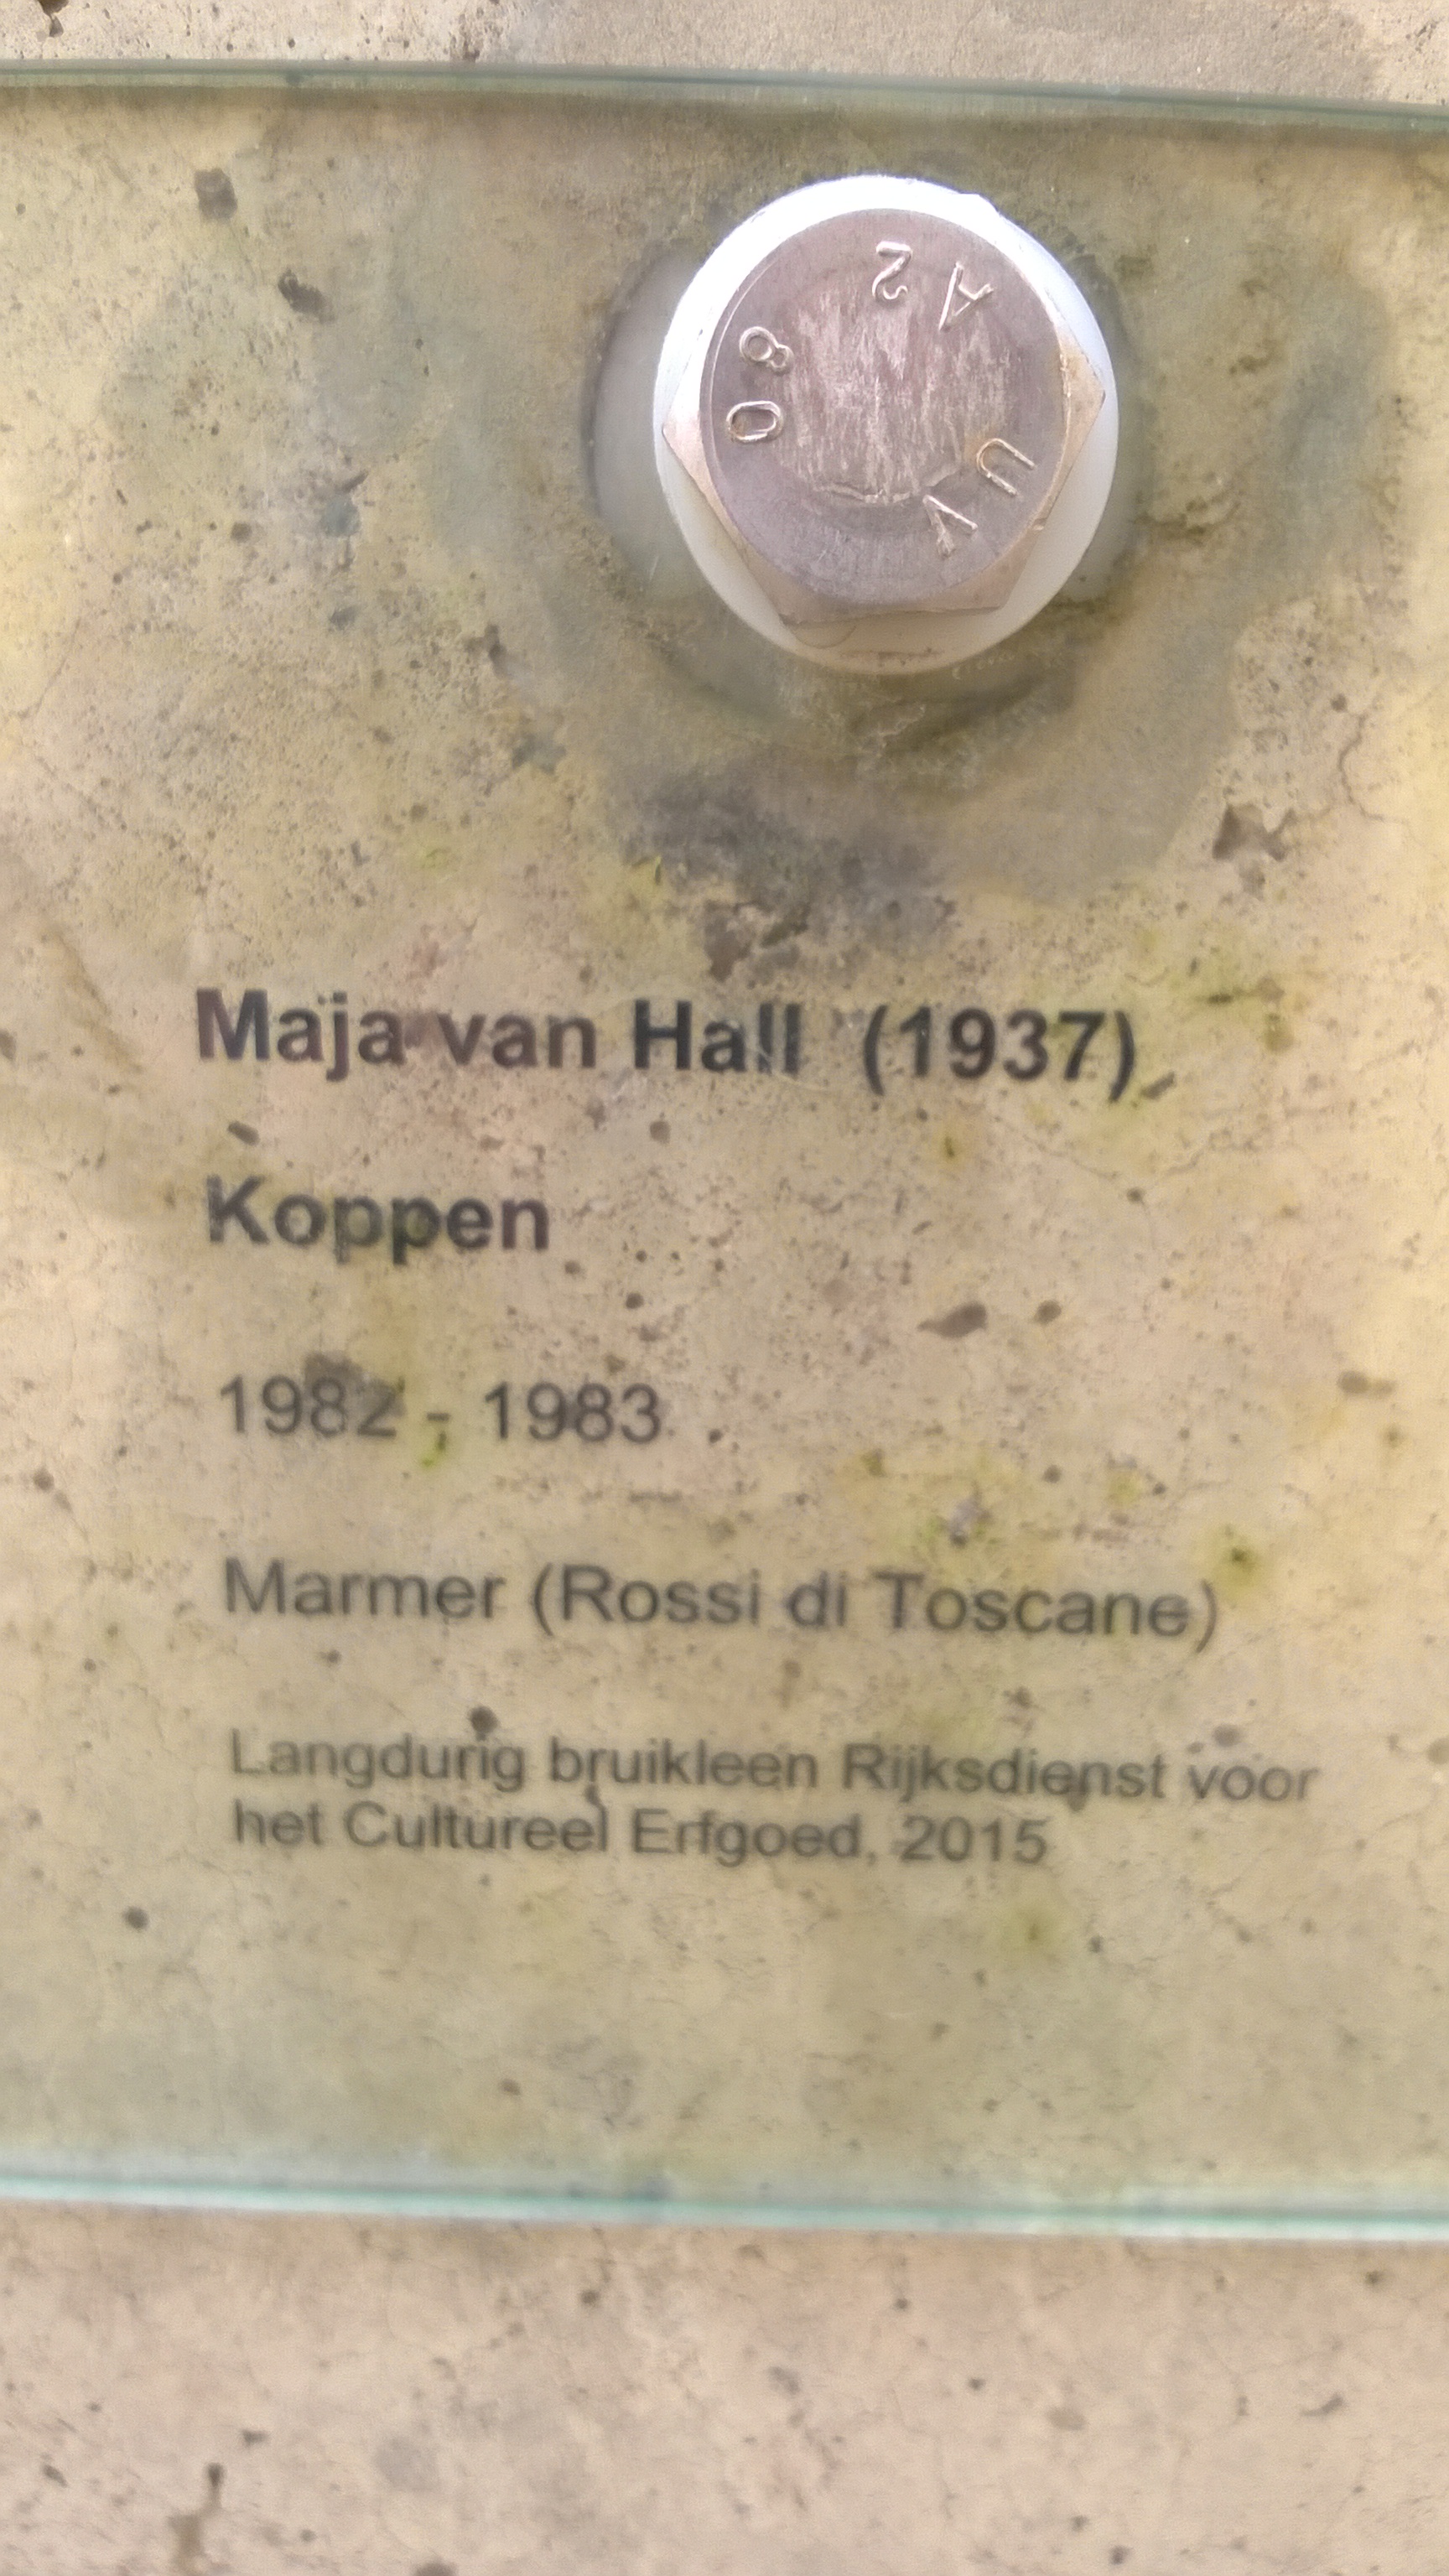 A2
80
UV
Maja van Hall (1937)
Koppen
1982 - 1983
Marmer (Rossi di Toscane)
Langdurig bruikleen Rijksdienst voor
het Cultureel Erfgoed, 2015